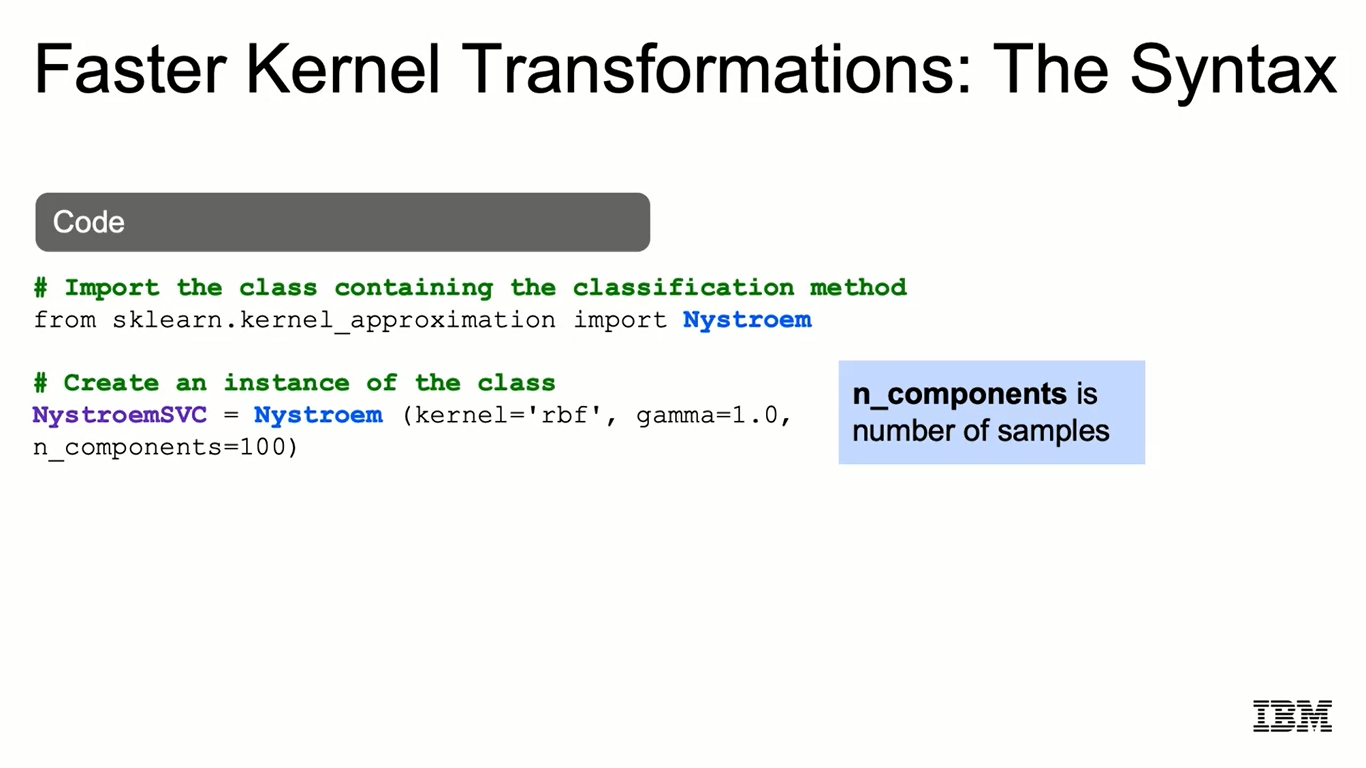 Faster Kernel Transformations: The Syntax
Code
# Import the class containing the classification method
from sklearn.kernel_approximation import Nystroem
# Create an instance of the class
NystroemSVC = Nystroem (kernel='rbf', gamma=1.0,
n_components=100)
n_components is
number of samples
IBM